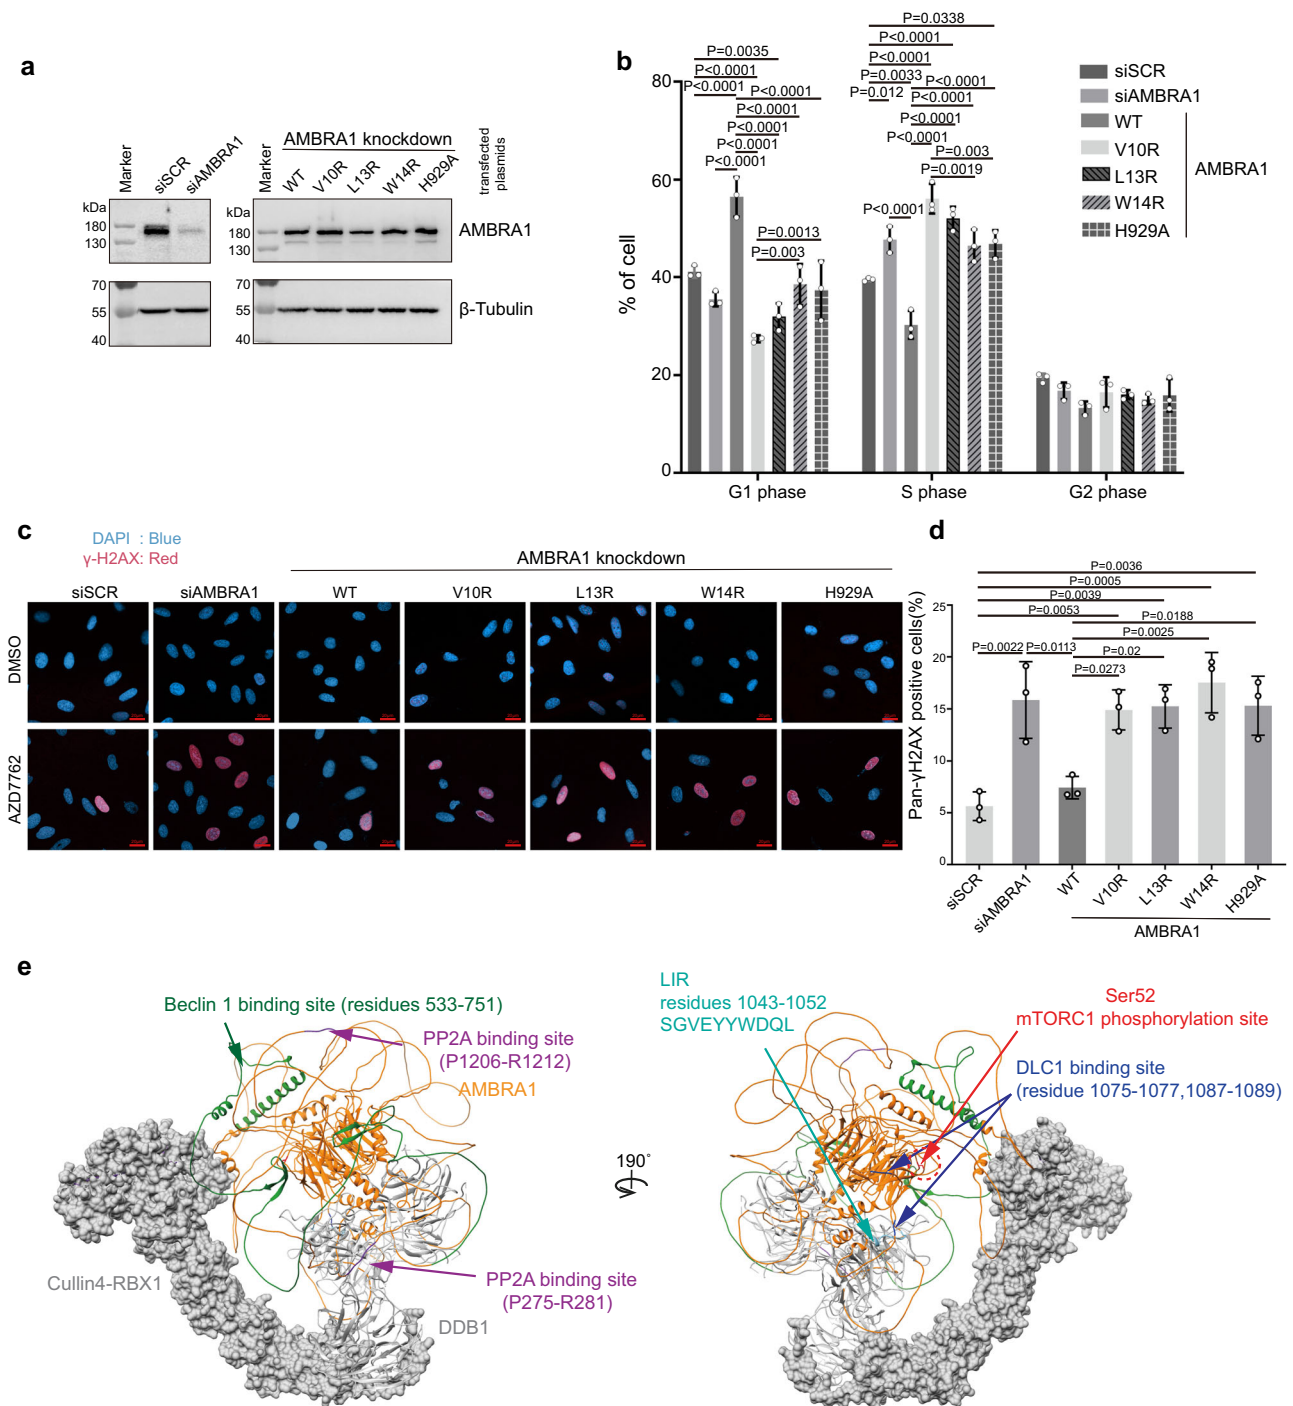 a
Marker
siSCR
siAMBRA1
AMBRA1 knockdown
Marker
WT
V10R
L13R
W14R
H929A
transfected
plasmids
kDa
180
130
kDa
180
130
AMBRA1
70
55
40
70
55
40
β-Tubulin
b
% of cell
80
60
40
20
0
P=0.0035
P<0.0001
P<0.0001
P<0.0001
P<0.0001
P<0.0001
P<0.0001
P<0.0001
P=0.0013
P=0.003
P=0.0338
P<0.0001
P<0.0001
P=0.0033
P=0.012
P<0.0001
P<0.0001
P<0.0001
P<0.0001
P=0.003
P=0.0019
P<0.0001
G1 phase
S phase
G2 phase
siSCR
siAMBRA1
WT
V10R
L13R
W14R
H929A
AMBRA1
c
DAPI : Blue
γ-H2AX: Red
AMBRA1 knockdown
siSCR
siAMBRA1
WT
V10R
L13R
W14R
H929A
DMSO
AZD7762
d
Pan-γH2AX positive cells(%)
25
20
15
10
5
0
P=0.0036
P=0.0005
P=0.0039
P=0.0053
P=0.0188
P=0.0025
P=0.0022
P=0.0113
P=0.02
P=0.0273
siSCR
siAMBRA1
WT
V10R
L13R
W14R
H929A
AMBRA1
e
Beclin 1 binding site (residues 533-751)
PP2A binding site
(P1206-R1212)
AMBRA1
Cullin4-RBX1
PP2A binding site
(P275-R281)
DDB1
190°
LIR
residues 1043-1052
SGVEYYWDQL
Ser52
mTORC1 phosphorylation site
DLC1 binding site
(residue 1075-1077,1087-1089)